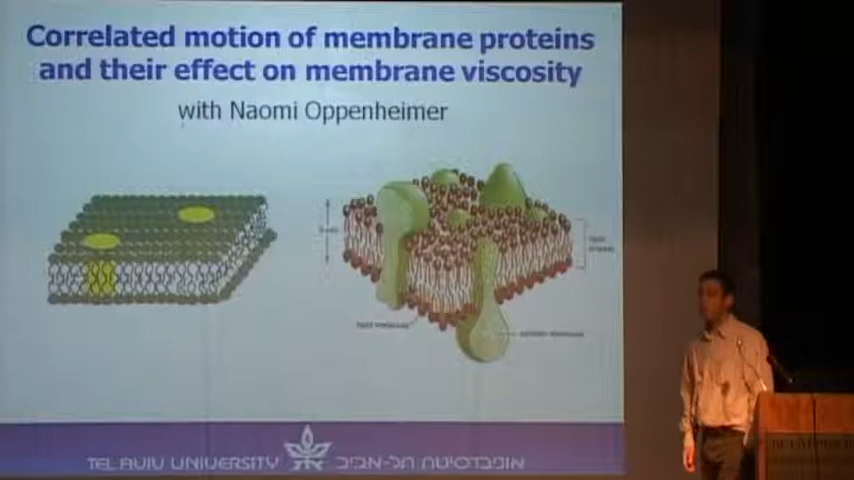 Correlated motion of membrane proteins
and their effect on membrane viscosity
with Naomi Oppenheimer
TEL AVIV UNIVERSITY אוניברסיטת תל-אביב